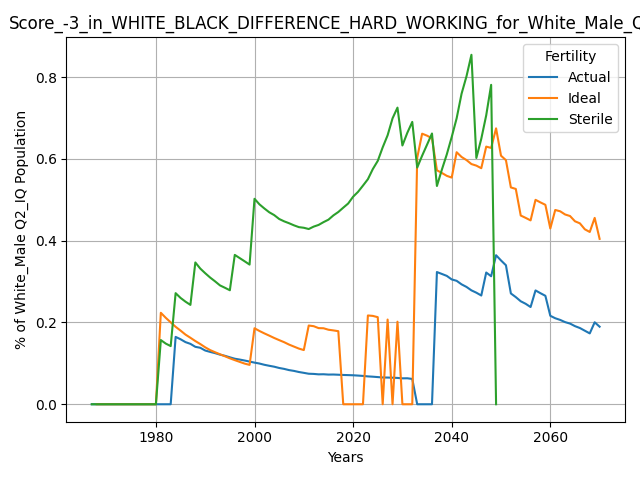 Score_-3_in_WHITE_BLACK_DIFFERENCE_HARD_WORKING_for_White_Male_Q
% of White_Male Q2_IQ Population
0.8
0.6
0.4
0.2
0.0
Fertility
Actual
Ideal
Sterile
1980
2000
2020
2040
2060
Years